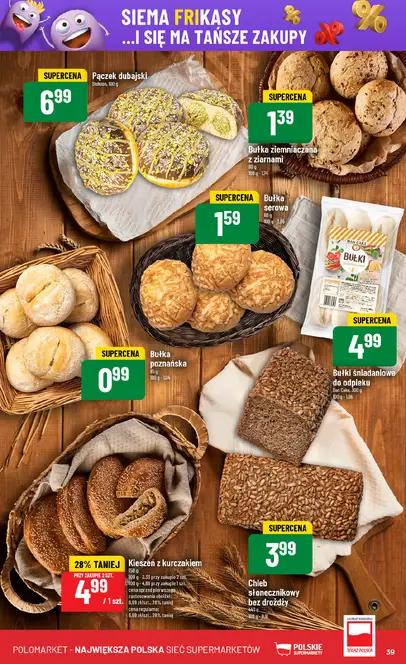 SIEMA FRIKASY
...I SIĘ MA TAŃSZE ZAKUPY
SUPERCENA
6 99
Pączek dubajski
SUPERCENA
1 39
Bułka ziemniaczana
z ziarnami
SUPERCENA
1 59
Bułka
serowa
BUŁKI
SUPERCENA
4 99
Bułki śniadaniowe
do odpieku
SUPERCENA
0 99
Bułka
poznańska
28% TANIEJ
PRZY ZAKUPIE 2 SZT.
4 99
/ 1 szt.
Kieszeń z kurczakiem
SUPERCENA
3 99
Chleb
słonecznikowy
bez drożdży
POLOMARKET - NAJWIĘKSZA POLSKA SIEĆ SUPERMARKETÓW
POLSKIE
SUPERMARKETY
39